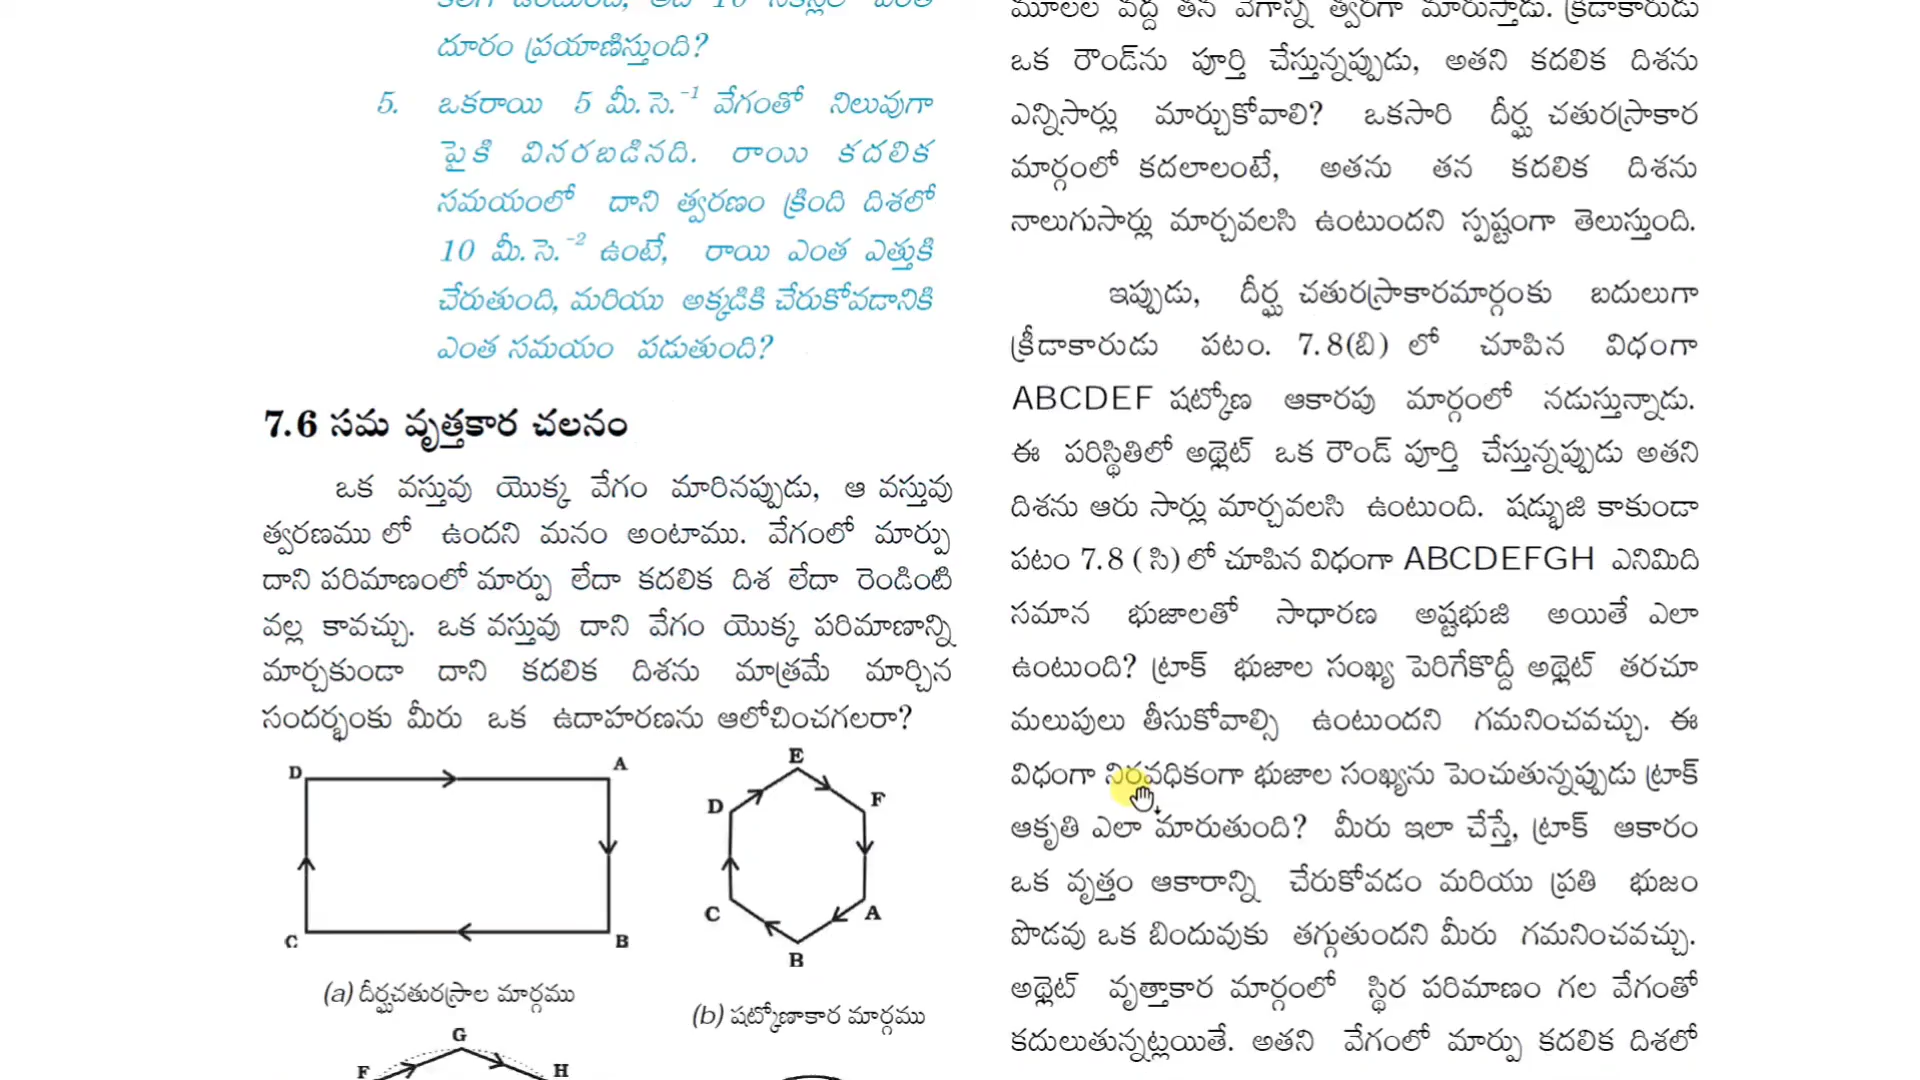 దూరం ప్రయాణిస్తుంది?
5. ఒకరాయి 5 మీ.సె.⁻¹ వేగంతో నిలువుగా
పైకి వినరబడినది. రాయి కదలిక
సమయంలో దాని త్వరణం క్రింది దిశలో
10 మీ.సె.⁻² ఉంటే, రాయి ఎంత ఎత్తుకి
చేరుతుంది, మరియు అక్కడికి చేరుకోవడానికి
ఎంత సమయం పడుతుంది?
7.6 సమ వృత్తకార చలనం
ఒక వస్తువు యొక్క వేగం మారినప్పుడు, ఆ వస్తువు
త్వరణము లో ఉందని మనం అంటాము. వేగంలో మార్పు
దాని పరిమాణంలో మార్పు లేదా కదలిక దిశ లేదా రెండింటి
వల్ల కావచ్చు. ఒక వస్తువు దాని వేగం యొక్క పరిమాణాన్ని
మార్చకుండా దాని కదలిక దిశను మాత్రమే మార్చిన
సందర్భంకు మీరు ఒక ఉదాహరణను ఆలోచించగలరా?
D A
C B
(a) దీర్ఘచతురస్రాల మార్గము
E
D F
C A
B
(b) షట్కోణాకార మార్గము
G
F H
మూలల వద్ద తన వేగాన్ని త్వరగా మారుస్తాడు. క్రీడాకారుడు
ఒక రౌండ్‌ను పూర్తి చేస్తున్నప్పుడు, అతని కదలిక దిశను
ఎన్నిసార్లు మార్చుకోవాలి? ఒకసారి దీర్ఘ చతురస్రాకార
మార్గంలో కదలాలంటే, అతను తన కదలిక దిశను
నాలుగుసార్లు మార్చవలసి ఉంటుందని స్పష్టంగా తెలుస్తుంది.
ఇప్పుడు, దీర్ఘ చతురస్రాకారమార్గంకు బదులుగా
క్రీడాకారుడు పటం. 7.8(బి) లో చూపిన విధంగా
ABCDEF షట్కోణ ఆకారపు మార్గంలో నడుస్తున్నాడు.
ఈ పరిస్థితిలో అథ్లెట్ ఒక రౌండ్ పూర్తి చేస్తున్నప్పుడు అతని
దిశను ఆరు సార్లు మార్చవలసి ఉంటుంది. షడ్భుజి కాకుండా
పటం 7.8 ( సి) లో చూపిన విధంగా ABCDEFGH ఎనిమిది
సమాన భుజాలతో సాధారణ అష్టభుజి అయితే ఎలా
ఉంటుంది? ట్రాక్ భుజాల సంఖ్య పెరిగేకొద్దీ అథ్లెట్ తరచూ
మలుపులు తీసుకోవాల్సి ఉంటుందని గమనించవచ్చు. ఈ
విధంగా నిరవధికంగా భుజాల సంఖ్యను పెంచుతున్నప్పుడు ట్రాక్
ఆకృతి ఎలా మారుతుంది? మీరు ఇలా చేస్తే, ట్రాక్ ఆకారం
ఒక వృత్తం ఆకారాన్ని చేరుకోవడం మరియు ప్రతి భుజం
పొడవు ఒక బిందువుకు తగ్గుతుందని మీరు గమనించవచ్చు.
అథ్లెట్ వృత్తాకార మార్గంలో స్థిర పరిమాణం గల వేగంతో
కదులుతున్నట్లయితే. అతని వేగంలో మార్పు కదలిక దిశలో